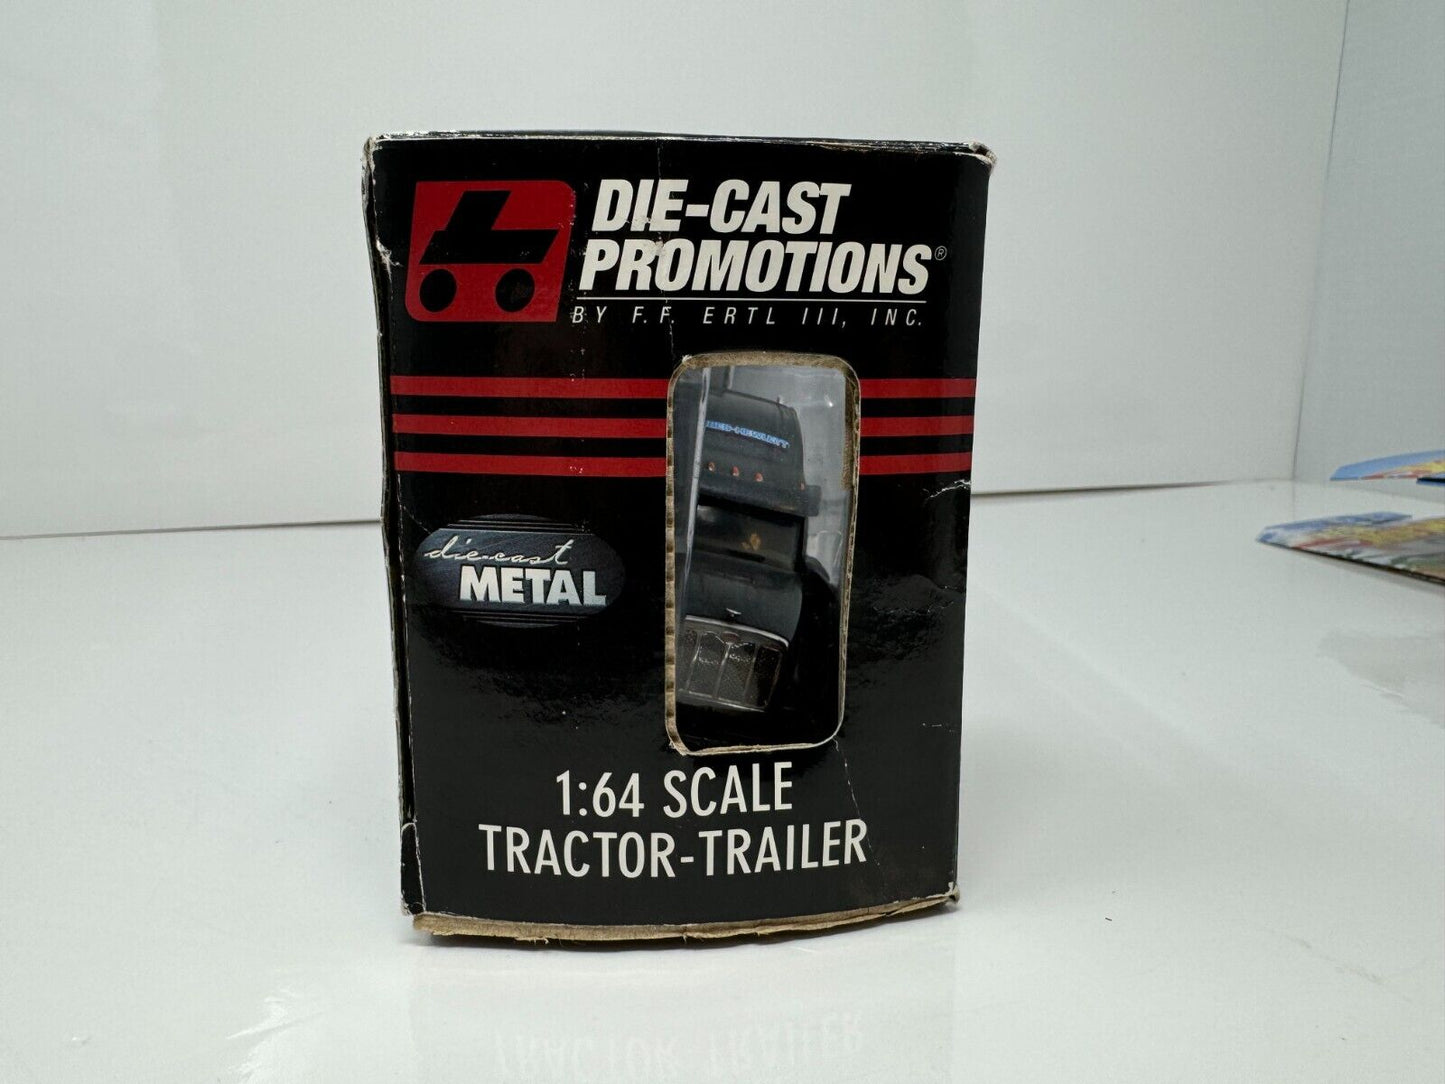 DIE-CAST
PROMOTIONS®
BY F.F. ERTL III, INC.
die-cast
METAL
1:64 SCALE
TRACTOR-TRAILER